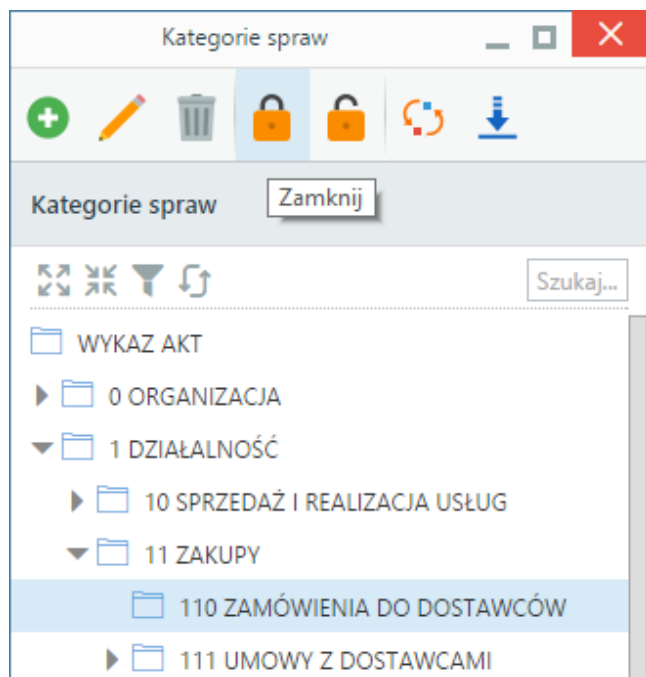 Kategorie spraw
Kategorie spraw
Zamknij
Szukaj...
WYKAZ AKT
0 ORGANIZACJA
1 DZIAŁALNOŚĆ
10 SPRZEDAŻ I REALIZACJA USŁUG
11 ZAKUPY
110 ZAMÓWIENIA DO DOSTAWCÓW
111 UMOWY Z DOSTAWCAMI